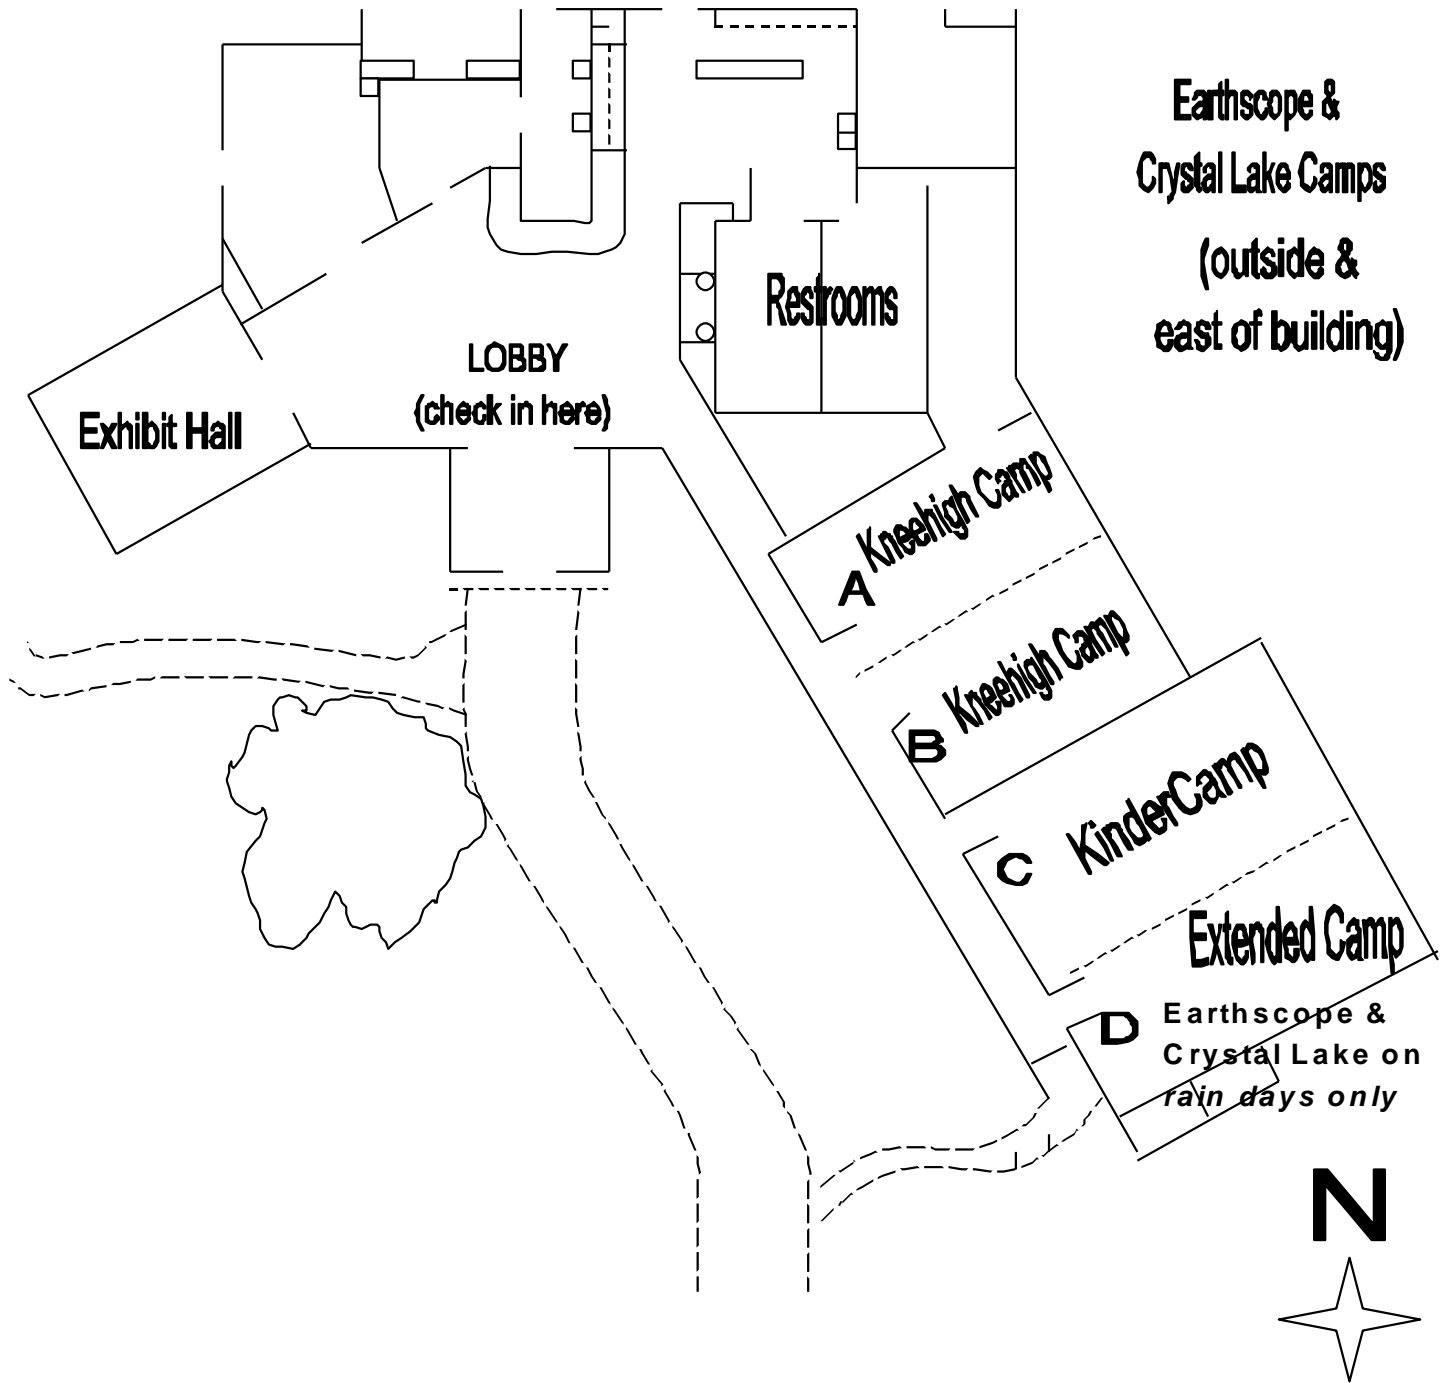 Earthscope &
Crystal Lake Camps
(outside &
east of building)
Restrooms
LOBBY
(check in here)
Exhibit Hall
Kneehigh Camp
A
Kneehigh Camp
B
KinderCamp
C
Extended Camp
D
Earthscope &
Crystal Lake on
rain days only
N